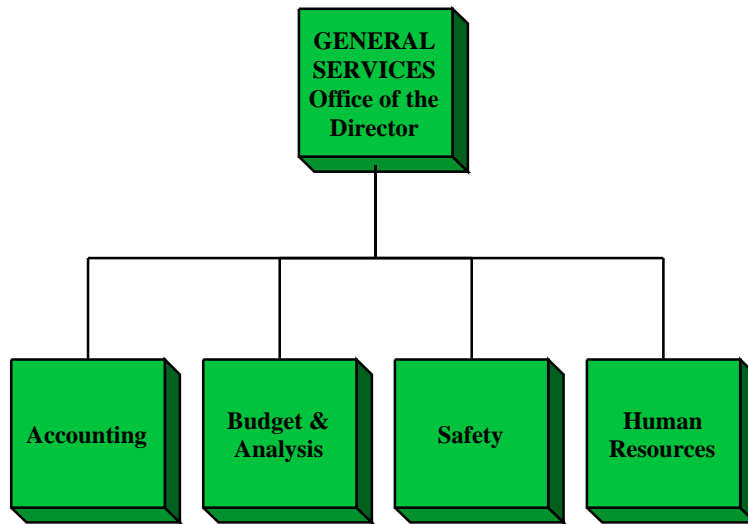 GENERAL
SERVICES
Office of the
Director
Accounting
Budget &
Analysis
Safety
Human
Resources